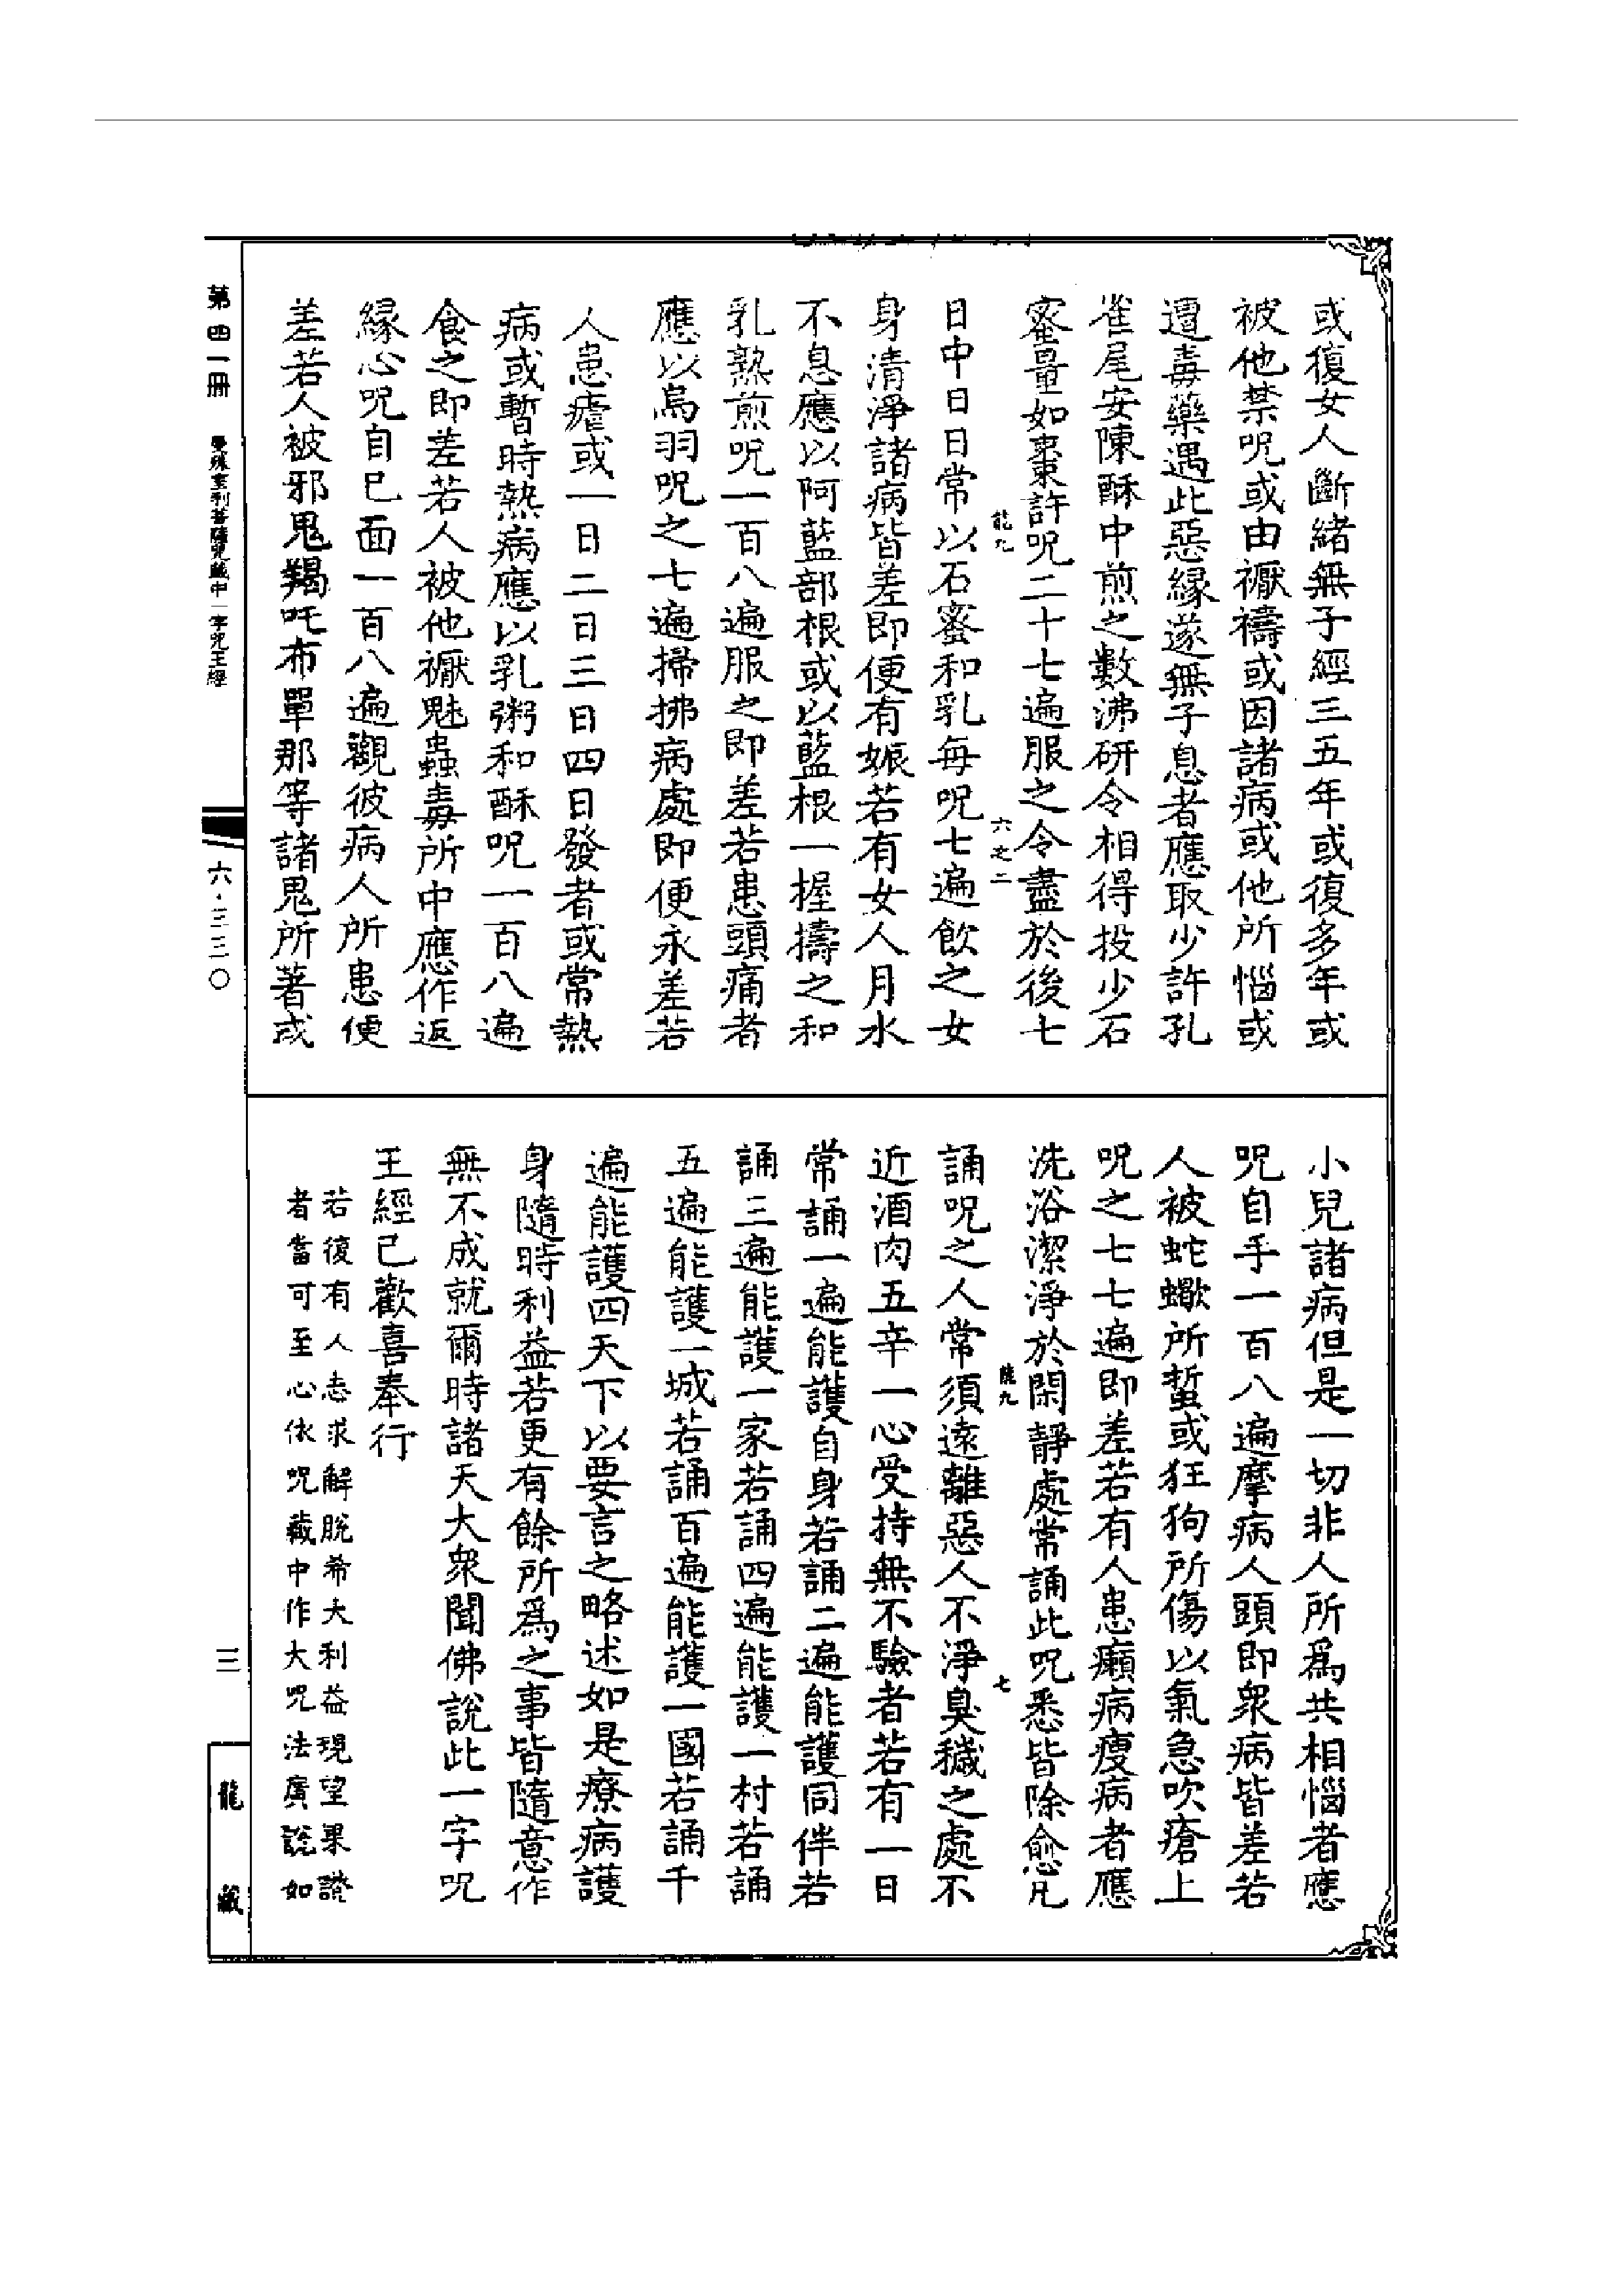 或復女人斷緒無子經三五年或復多年或
被他禁呪或由禳禱或因諸病或他所惱或
遭毒藥遇此惡緣遂無子息者應取少許孔
雀尾安陳酥中煎之數沸研令相得投少石
蜜量如棗許呪二十七遍服之令盡於後七
龍九 六之二
日中日日常以石蜜和乳每呪七遍飲之女
身清淨諸病皆差即便有娠若有女人月水
不息應以阿藍部根或以藍根一握擣之和
乳熟煎呪一百八遍服之即差若患頭痛者
應以烏羽呪之七遍掃拂病處即便永差若
人患瘧或一日二日三日四日發者或常熱
病或暫時熱病應以乳粥和酥呪一百八遍
食之即差若人被他禳魅蠱毒所中應作返
緣心呪自已面一百八遍觀彼病人所患便
差若人被邪鬼羯吒布單那等諸鬼所著或
小兒諸病但是一切非人所為共相惱者應
呪自手一百八遍摩病人頭即衆病皆差若
人被蛇蠍所螫或狂狗所傷以氣急吹瘡上
呪之七七遍即差若有人患癩病瘦病者應
洗浴潔淨於閑靜處常誦此呪悉皆除愈凡
龍九 七
誦呪之人常須遠離惡人不淨臭穢之處不
近酒肉五辛一心受持無不驗者若有一日
常誦一遍能護自身若誦二遍能護同伴若
誦三遍能護一家若誦四遍能護一村若誦
五遍能護一城若誦百遍能護一國若誦千
遍能護四天下以要言之略述如是療病護
身隨時利益若更有餘所為之事皆隨意作
無不成就爾時諸天大衆聞佛說此一字呪
王經已歡喜奉行
若復有人志求解脫希大利益現望果證
者當可至心依呪藏中作大呪法廣說如
第四一冊 曼殊室利菩薩呪藏中一字呪王經
六·三三〇
三
龍藏